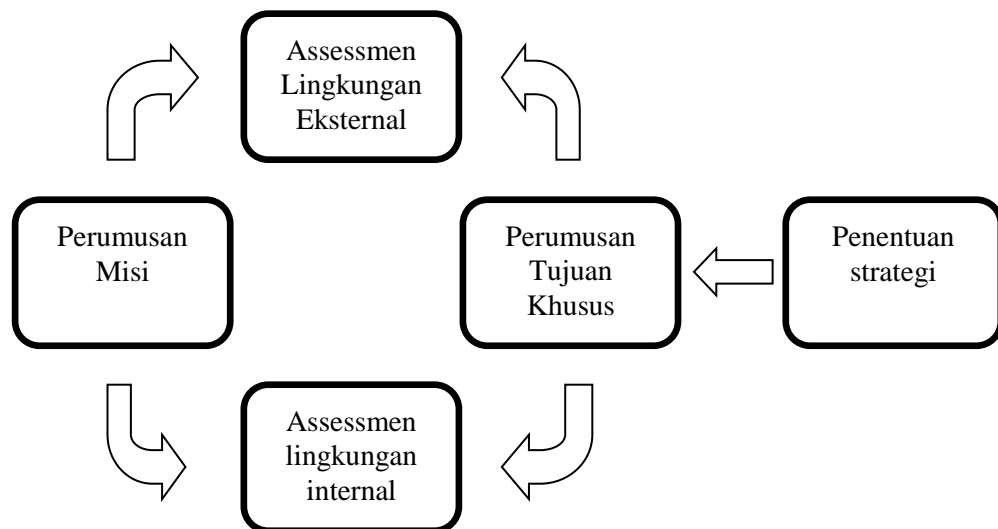 Assessmen
Lingkungan
Eksternal
Perumusan
Misi
Perumusan
Tujuan
Khusus
Penentuan
strategi
Assessmen
lingkungan
internal